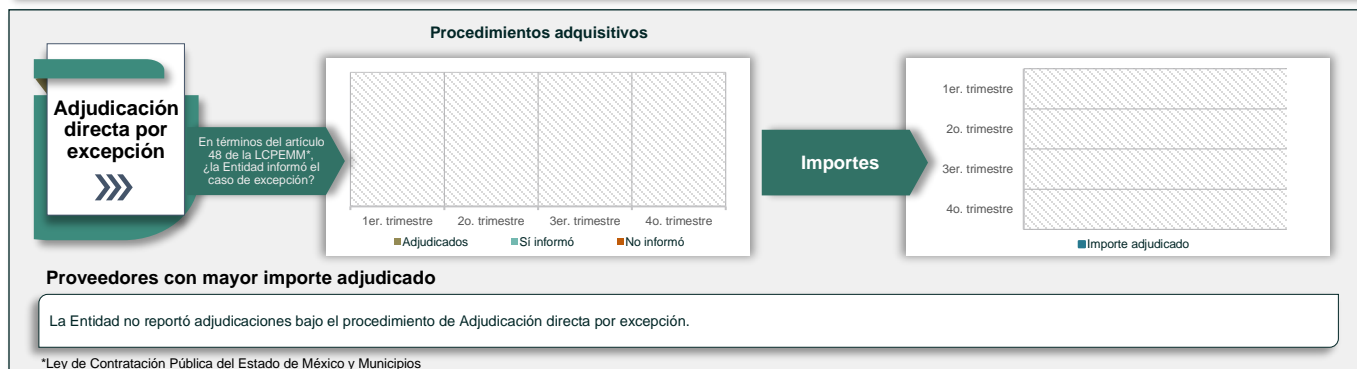 Procedimientos adquisitivos
Adjudicación
directa por
excepción
En términos del artículo
48 de la LCPEMM*,
¿la Entidad informó el
caso de excepción?
1er. trimestre 2o. trimestre 3er. trimestre 4o. trimestre
Adjudicados Sí informó No informó
Importes
1er. trimestre
2o. trimestre
3er. trimestre
4o. trimestre
Importe adjudicado
Proveedores con mayor importe adjudicado
La Entidad no reportó adjudicaciones bajo el procedimiento de Adjudicación directa por excepción.
*Ley de Contratación Pública del Estado de México y Municipios